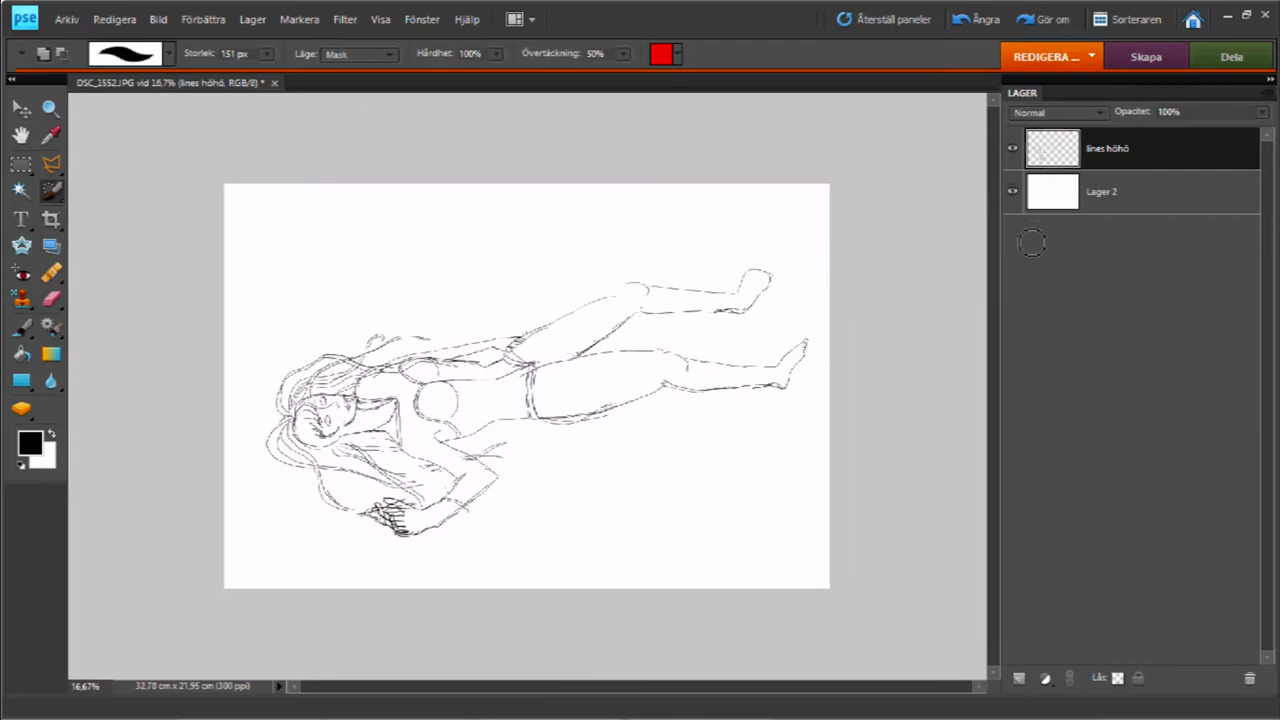 pse Arkiv Redigera Bild Förbättra Lager Markera Filter Visa Fönster Hjälp Återställ paneler Ångra Gör om Sorteraren
Storlek: 151 px Läge: Mask Hårdhet: 100% Övertäckning: 50% REDIGERA ... Skapa Dela
DSC_1552.JPG vid 16,7% (lines höhö, RGB/8) *
LAGER
Normal Opacitet: 100%
lines höhö
Lager 2
T
Lås:
16,67% 32,78 cm x 21,95 cm (300 ppi)